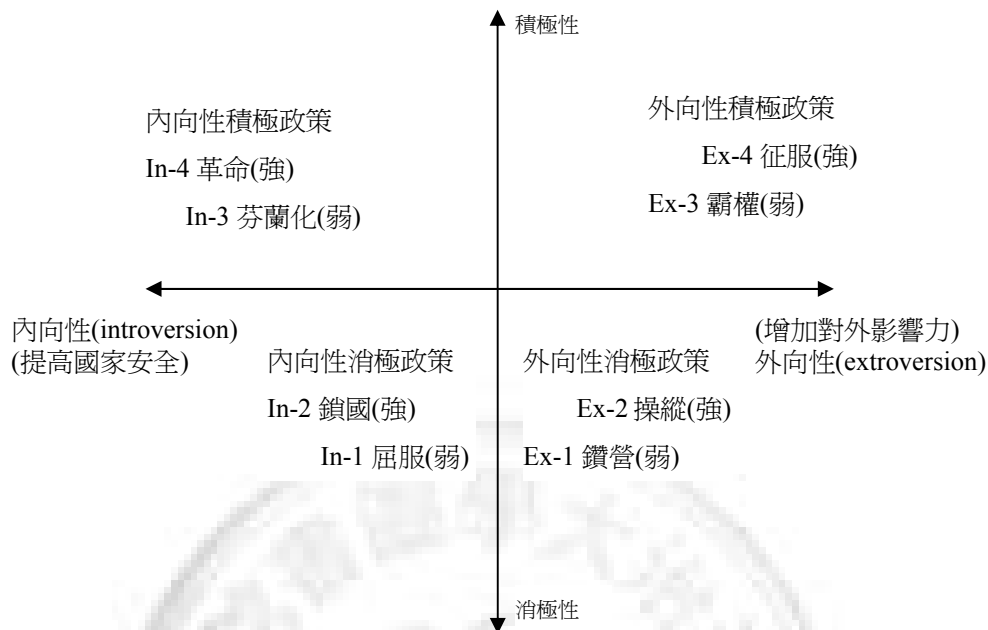 積極性
內向性積極政策
In-4 革命(強)
In-3 芬蘭化(弱)
外向性積極政策
Ex-4 征服(強)
Ex-3 霸權(弱)
內向性(introversion)
(提高國家安全)
(增加對外影響力)
外向性(extroversion)
內向性消極政策
In-2 鎖國(強)
In-1 屈服(弱)
外向性消極政策
Ex-2 操縱(強)
Ex-1 鑽營(弱)
消極性